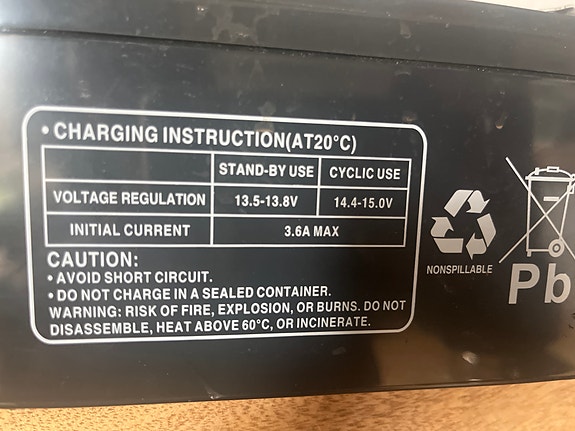 • CHARGING INSTRUCTION(AT20°C)
STAND-BY USE CYCLIC USE
VOLTAGE REGULATION 13.5-13.8V 14.4-15.0V
INITIAL CURRENT 3.6A MAX
CAUTION:
• AVOID SHORT CIRCUIT.
• DO NOT CHARGE IN A SEALED CONTAINER.
WARNING: RISK OF FIRE, EXPLOSION, OR BURNS. DO NOT
DISASSEMBLE, HEAT ABOVE 60°C, OR INCINERATE.
NONSPILLABLE
Pb